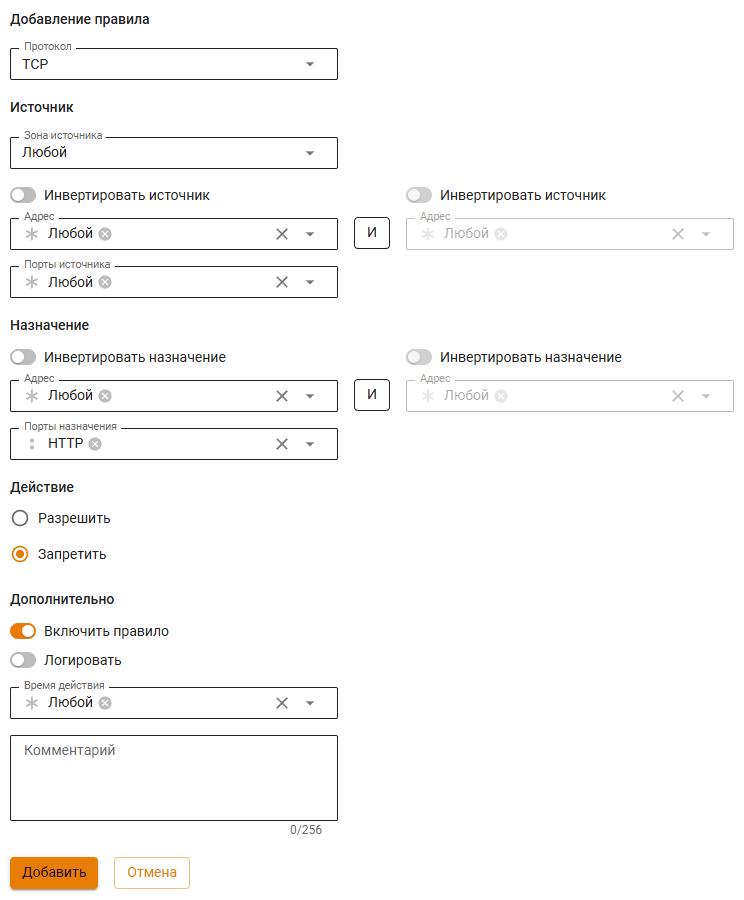 Добавление правила
Протокол
TCP
Источник
Зона источника
Любой
Инвертировать источник
Инвертировать источник
Адрес
Любой
И
Адрес
Любой
Порты источника
Любой
Назначение
Инвертировать назначение
Инвертировать назначение
Адрес
Любой
И
Адрес
Любой
Порты назначения
HTTP
Действие
Разрешить
Запретить
Дополнительно
Включить правило
Логировать
Время действия
Любой
Комментарий
0/256
Добавить
Отмена